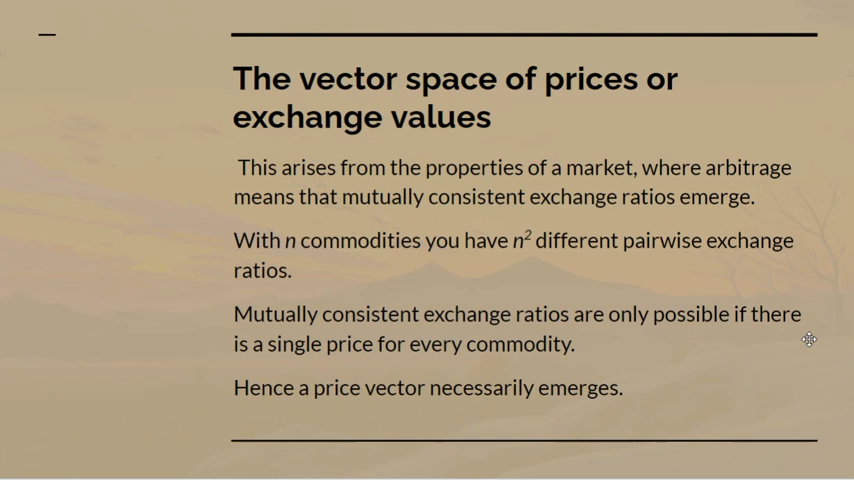 The vector space of prices or
exchange values
This arises from the properties of a market, where arbitrage
means that mutually consistent exchange ratios emerge.
With n commodities you have n² different pairwise exchange
ratios.
Mutually consistent exchange ratios are only possible if there
is a single price for every commodity.
Hence a price vector necessarily emerges.